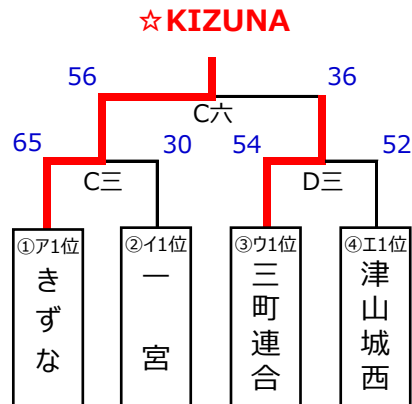 ☆KIZUNA
56 36
C六
65 30 54 52
C三 D三
①ア1位 ②イ1位 ③ウ1位 ④エ1位
きずな
一宮
三町連合
津山城西